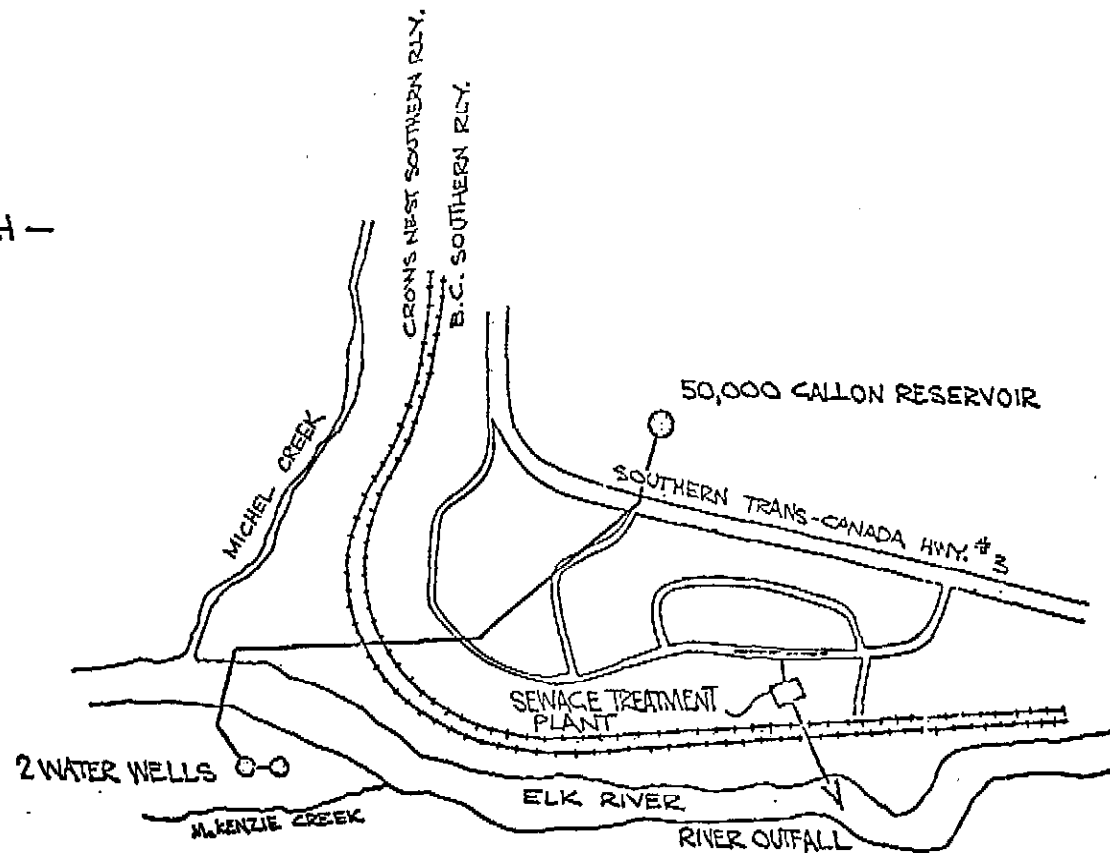 CROWS NEST SOUTHERN RLY.
B.C. SOUTHERN RLY.
H -
50,000 GALLON RESERVOIR
MICHEL CREEK
SOUTHERN TRANS-CANADA HWY. #3
SEWAGE TREATMENT
PLANT
2 WATER WELLS
ELK RIVER
McKENZIE CREEK
RIVER OUTFALL